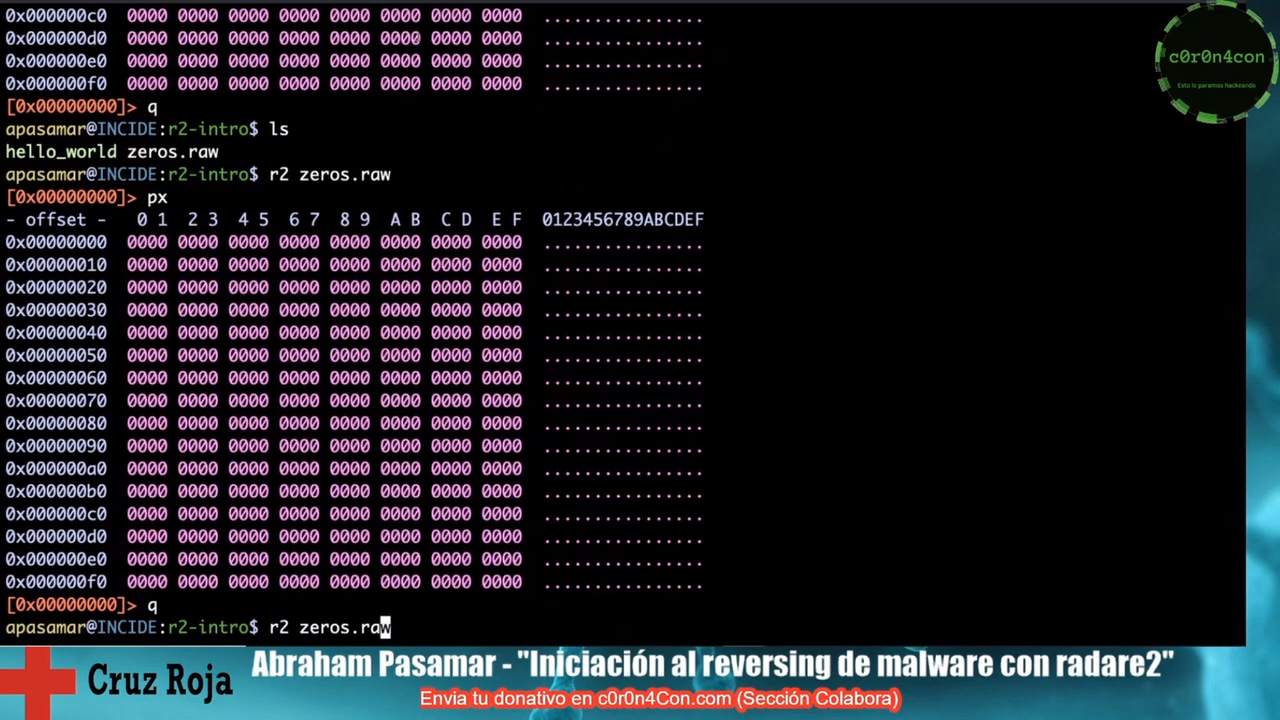 0x000000c0 0000 0000 0000 0000 0000 0000 0000 0000 ................
0x000000d0 0000 0000 0000 0000 0000 0000 0000 0000 ................
0x000000e0 0000 0000 0000 0000 0000 0000 0000 0000 ................
0x000000f0 0000 0000 0000 0000 0000 0000 0000 0000 ................
[0x00000000]> q
apasamar@INCIDE:r2-intro$ ls
hello_world zeros.raw
apasamar@INCIDE:r2-intro$ r2 zeros.raw
[0x00000000]> px
- offset - 0 1 2 3 4 5 6 7 8 9 A B C D E F 0123456789ABCDEF
0x00000000 0000 0000 0000 0000 0000 0000 0000 0000 ................
0x00000010 0000 0000 0000 0000 0000 0000 0000 0000 ................
0x00000020 0000 0000 0000 0000 0000 0000 0000 0000 ................
0x00000030 0000 0000 0000 0000 0000 0000 0000 0000 ................
0x00000040 0000 0000 0000 0000 0000 0000 0000 0000 ................
0x00000050 0000 0000 0000 0000 0000 0000 0000 0000 ................
0x00000060 0000 0000 0000 0000 0000 0000 0000 0000 ................
0x00000070 0000 0000 0000 0000 0000 0000 0000 0000 ................
0x00000080 0000 0000 0000 0000 0000 0000 0000 0000 ................
0x00000090 0000 0000 0000 0000 0000 0000 0000 0000 ................
0x000000a0 0000 0000 0000 0000 0000 0000 0000 0000 ................
0x000000b0 0000 0000 0000 0000 0000 0000 0000 0000 ................
0x000000c0 0000 0000 0000 0000 0000 0000 0000 0000 ................
0x000000d0 0000 0000 0000 0000 0000 0000 0000 0000 ................
0x000000e0 0000 0000 0000 0000 0000 0000 0000 0000 ................
0x000000f0 0000 0000 0000 0000 0000 0000 0000 0000 ................
[0x00000000]> q
apasamar@INCIDE:r2-intro$ r2 zeros.raw
c0r0n4con
Esto lo paramos hackeando
Cruz Roja
Abraham Pasamar - "Iniciación al reversing de malware con radare2"
Envia tu donativo en c0r0n4Con.com (Sección Colabora)